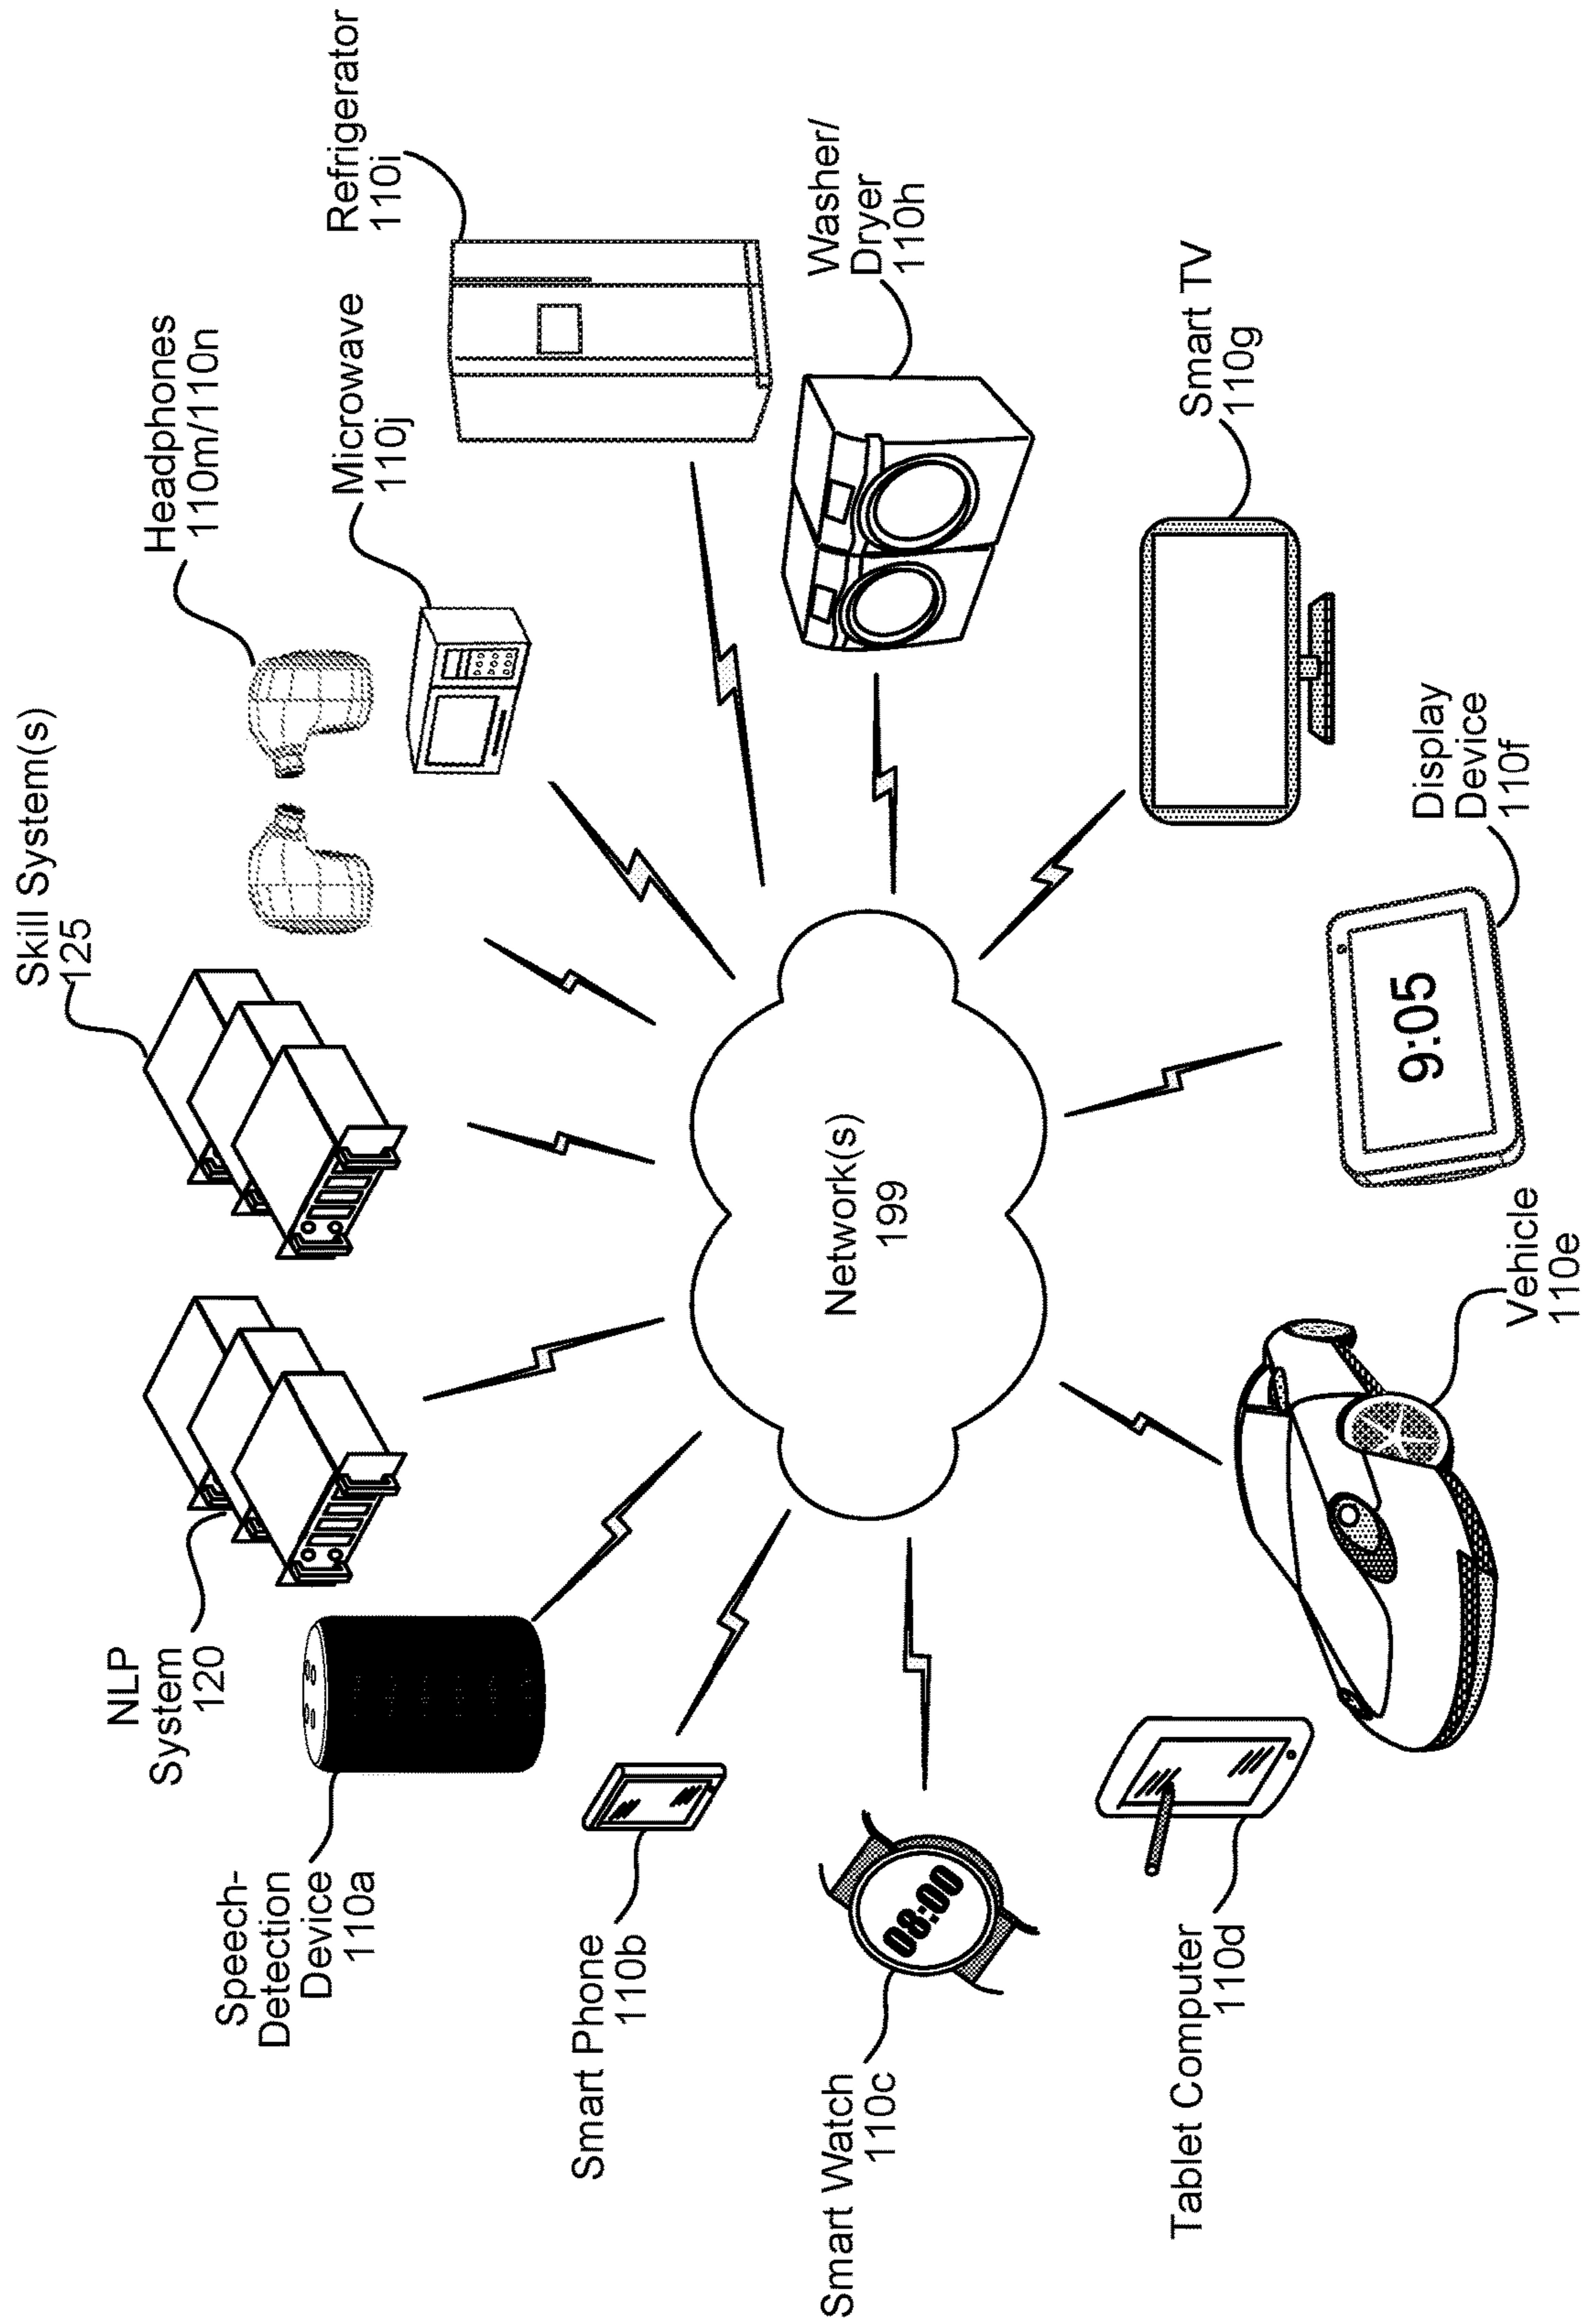 Skill System(s)
125
NLP
System
120
Headphones
110m/110n
Microwave
110j
Refrigerator
110i
Speech-
Detection
Device
110a
Smart Phone
110b
Washer/
Dryer
110h
Network(s)
199
Smart Watch
110c
08:00
Smart TV
110g
Tablet Computer
110d
Display
Device
110f
9:05
Vehicle
110e